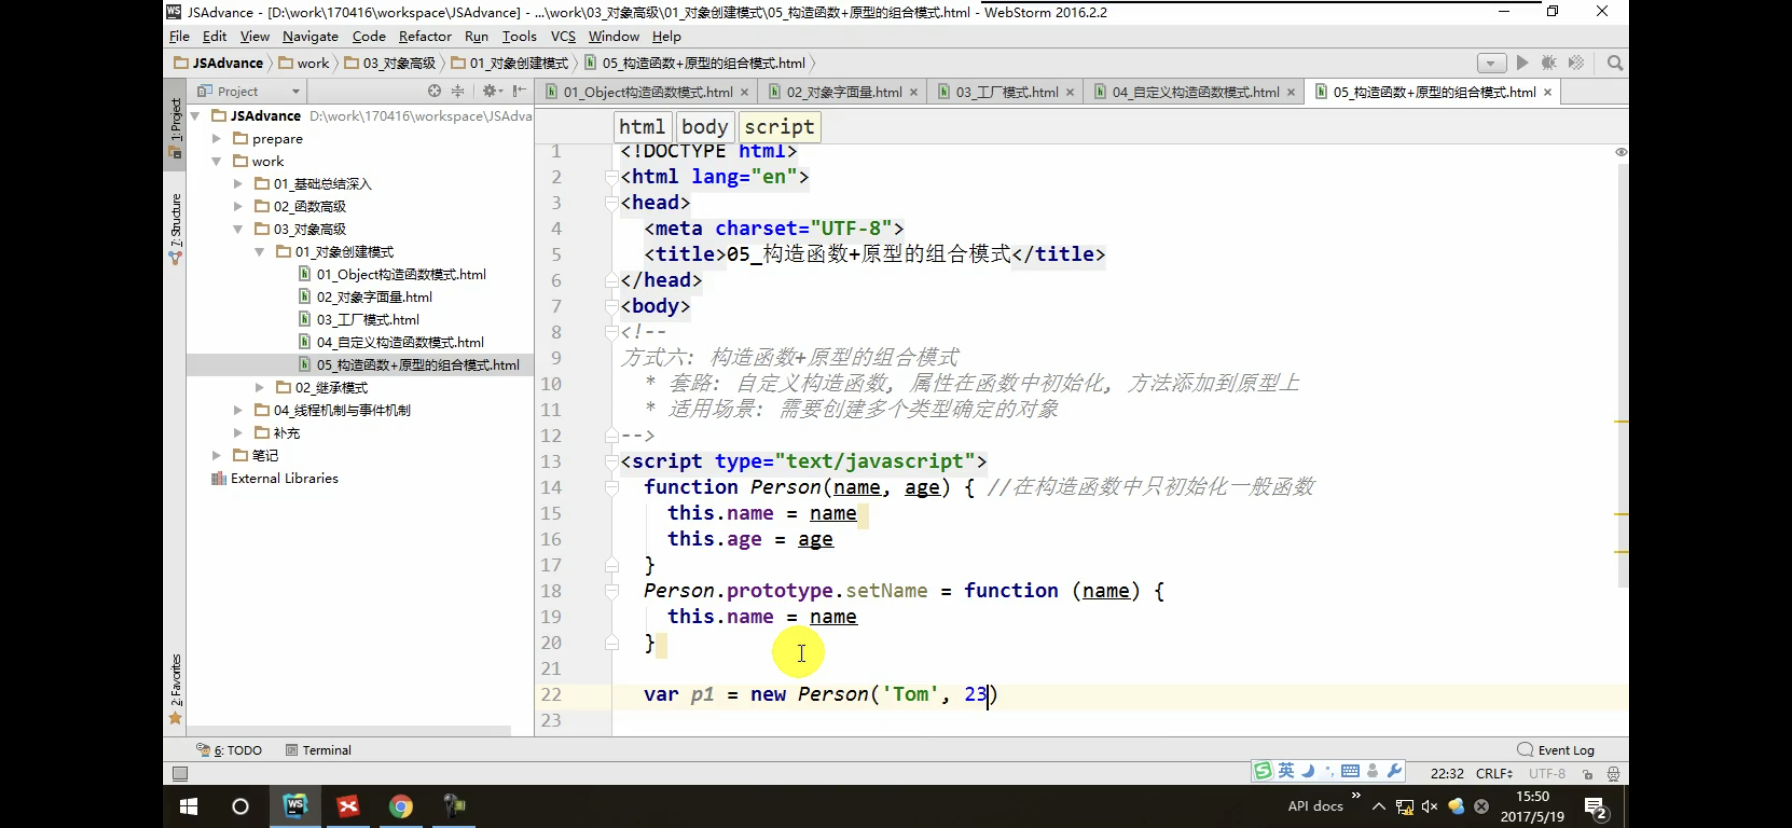 JSAdvance - [D:\work\170416\workspace\JSAdvance] - ...\work\03_对象高级\01_对象创建模式\05_构造函数+原型的组合模式.html - WebStorm 2016.2.2
File Edit View Navigate Code Refactor Run Tools VCS Window Help
JSAdvance work 03_对象高级 01_对象创建模式 05_构造函数+原型的组合模式.html
Project
01_Object构造函数模式.html 02_对象字面量.html 03_工厂模式.html 04_自定义构造函数模式.html 05_构造函数+原型的组合模式.html
1: Project
7: Structure
2: Favorites
JSAdvance D:\work\170416\workspace\JSAdva
prepare
work
01_基础总结深入
02_函数高级
03_对象高级
01_对象创建模式
01_Object构造函数模式.html
02_对象字面量.html
03_工厂模式.html
04_自定义构造函数模式.html
05_构造函数+原型的组合模式.html
02_继承模式
04_线程机制与事件机制
补充
笔记
External Libraries
html body script
1 <!DOCTYPE html>
2 <html lang="en">
3 <head>
4 <meta charset="UTF-8">
5 <title>05_构造函数+原型的组合模式</title>
6 </head>
7 <body>
8 <!--
9 方式六: 构造函数+原型的组合模式
10 * 套路: 自定义构造函数, 属性在函数中初始化, 方法添加到原型上
11 * 适用场景: 需要创建多个类型确定的对象
12 -->
13 <script type="text/javascript">
14 function Person(name, age) { //在构造函数中只初始化一般函数
15 this.name = name
16 this.age = age
17 }
18 Person.prototype.setName = function (name) {
19 this.name = name
20 }
21
22 var p1 = new Person('Tom', 23)
23
6: TODO Terminal Event Log
英
22:32 CRLF UTF-8
API docs
15:50
2017/5/19
2